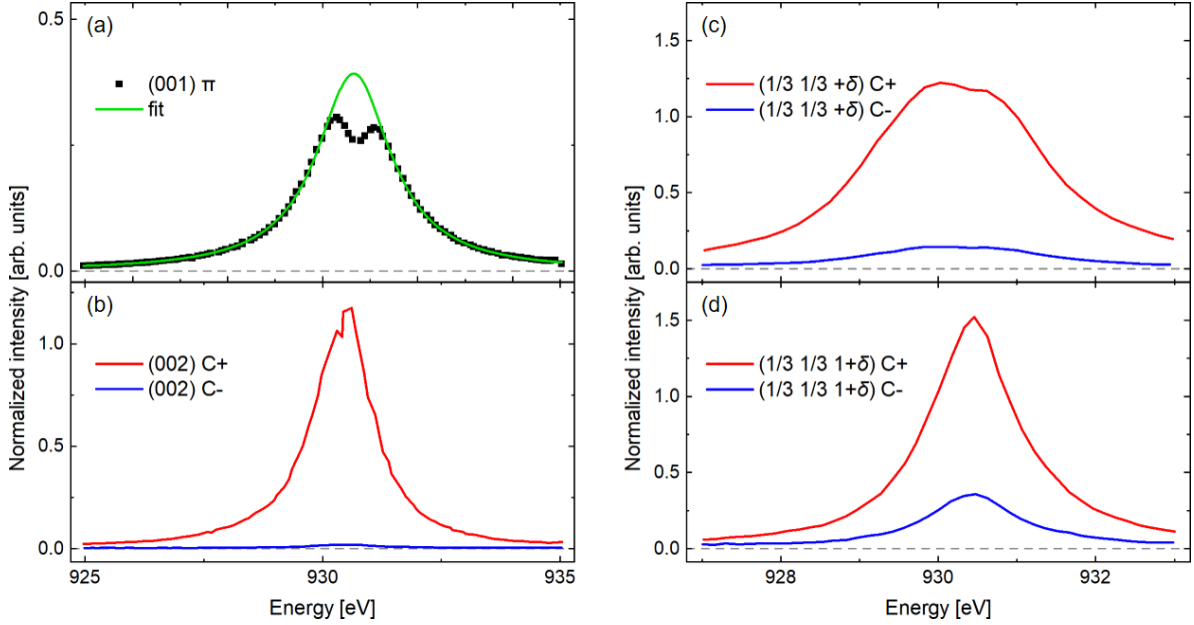 (a)
0.5
(001) π
fit
0.0
Normalized intensity [arb. units]
(b)
(002) C+
(002) C-
1.0
0.5
0.0
925
930
935
Energy [eV]
(c)
1.5
(1/3 1/3 +δ) C+
(1/3 1/3 +δ) C-
1.0
0.5
0.0
Normalized intensity [arb. units]
(d)
1.5
(1/3 1/3 1+δ) C+
(1/3 1/3 1+δ) C-
1.0
0.5
0.0
928
930
932
Energy [eV]